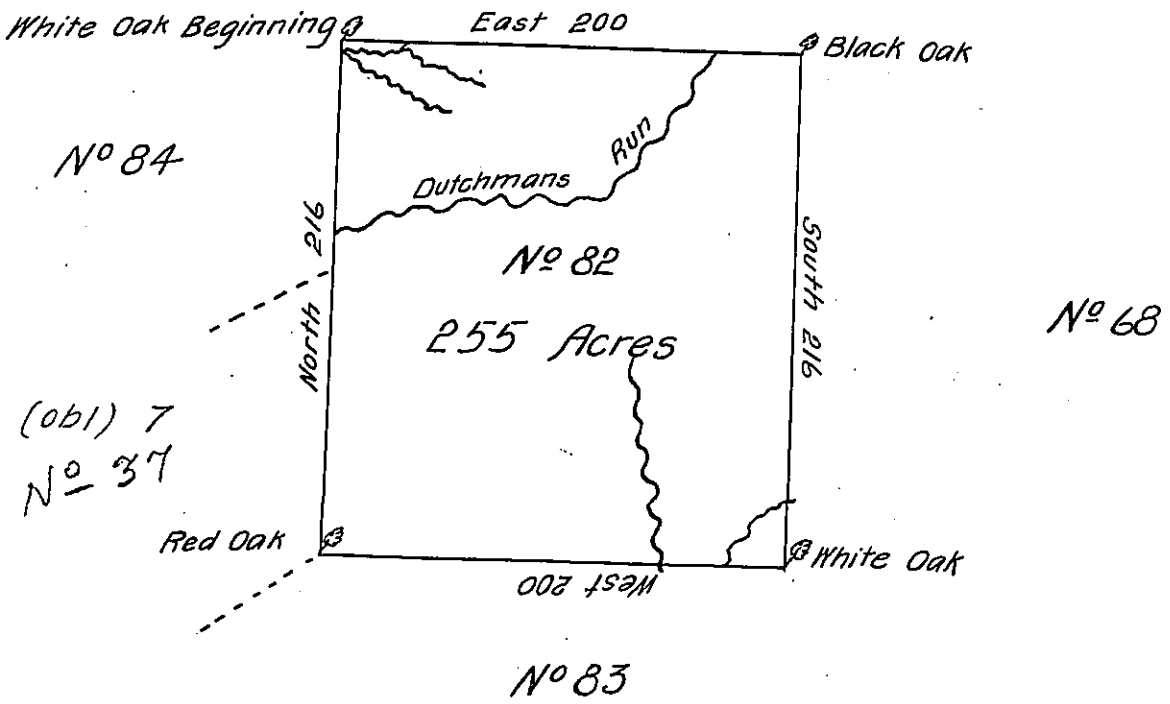 White Oak Beginning
East 200
Black Oak
Nº 84
Run
Dutchmans
North 216
South 216
Nº 82
Nº 68
255 Acres
(obl) 7
Nº 37
Red Oak
White Oak
West 200
Nº 83